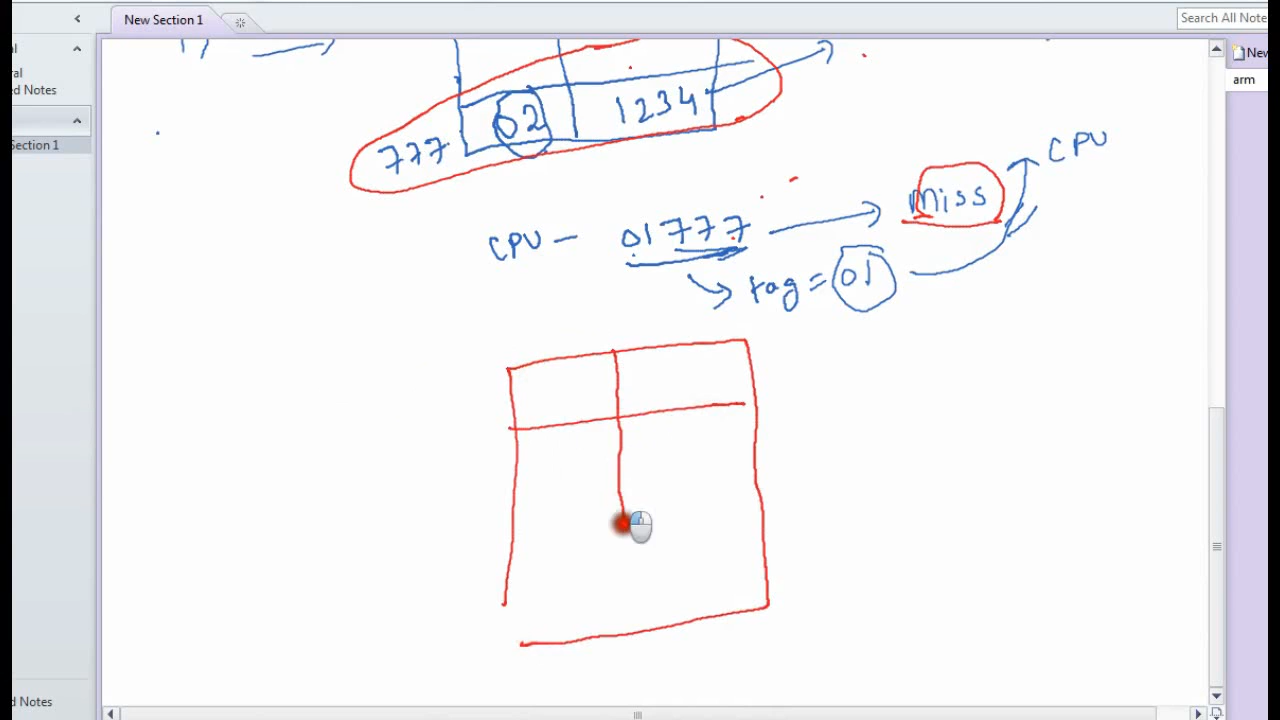 New Section 1
Search All Note
New
arm
ral
ed Notes
Section 1
d Notes
777 02 1234
CPU
miss
CPU — 01777
tag = 01